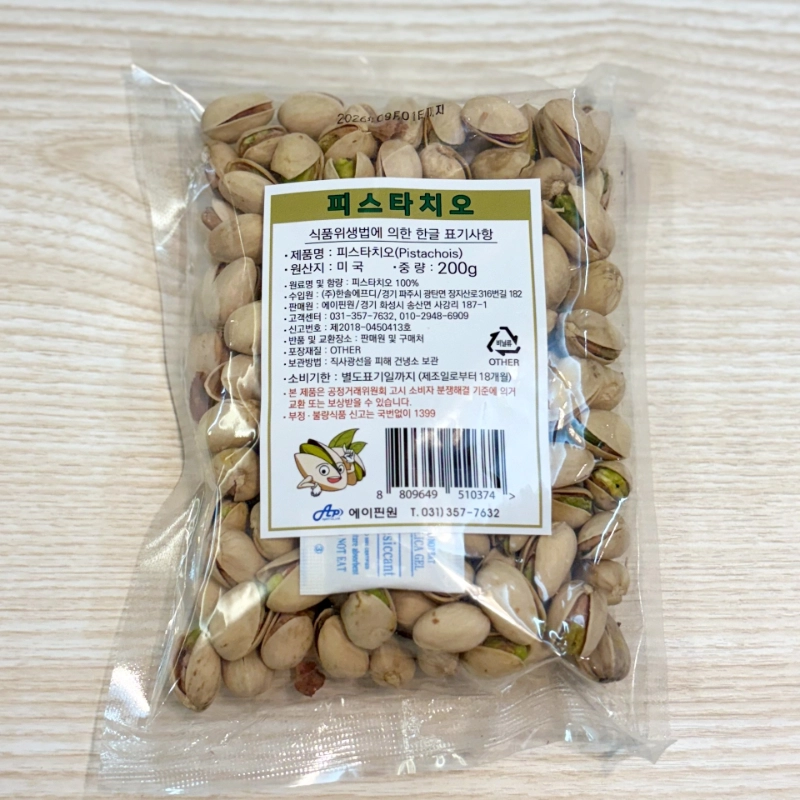 피스타치오
식품위생법에 의한 한글 표기사항
・제품명 : 피스타치오(Pistachois)
・원산지 : 미 국 ・중 량 : 200g
・원료명 및 함량 : 피스타치오 100%
・수입원 : (주)한솔에프디/경기 파주시 광탄면 장지산로316번길 182
・판매원 : 에이핀원/경기 화성시 송산면 사강리 187-1
・고객센터 : 031-357-7632, 010-2948-6909
・신고번호 : 제2018-0450413호
・반품 및 교환장소 : 판매원 및 구매처
・포장재질 : OTHER
・보관방법 : 직사광선을 피해 건냉소 보관
비닐류
OTHER
・소비기한 : 별도표기일까지 (제조일로부터 18개월)
・본 제품은 공정거래위원회 고시 소비자 분쟁해결 기준에 의거
교환 또는 보상받을 수 있습니다.
・부정·불량식품 신고는 국번없이 1399
8 809649 510374 >
에이핀원 T. 031) 357-7632
NOT EAT
siccant
ICA GEL